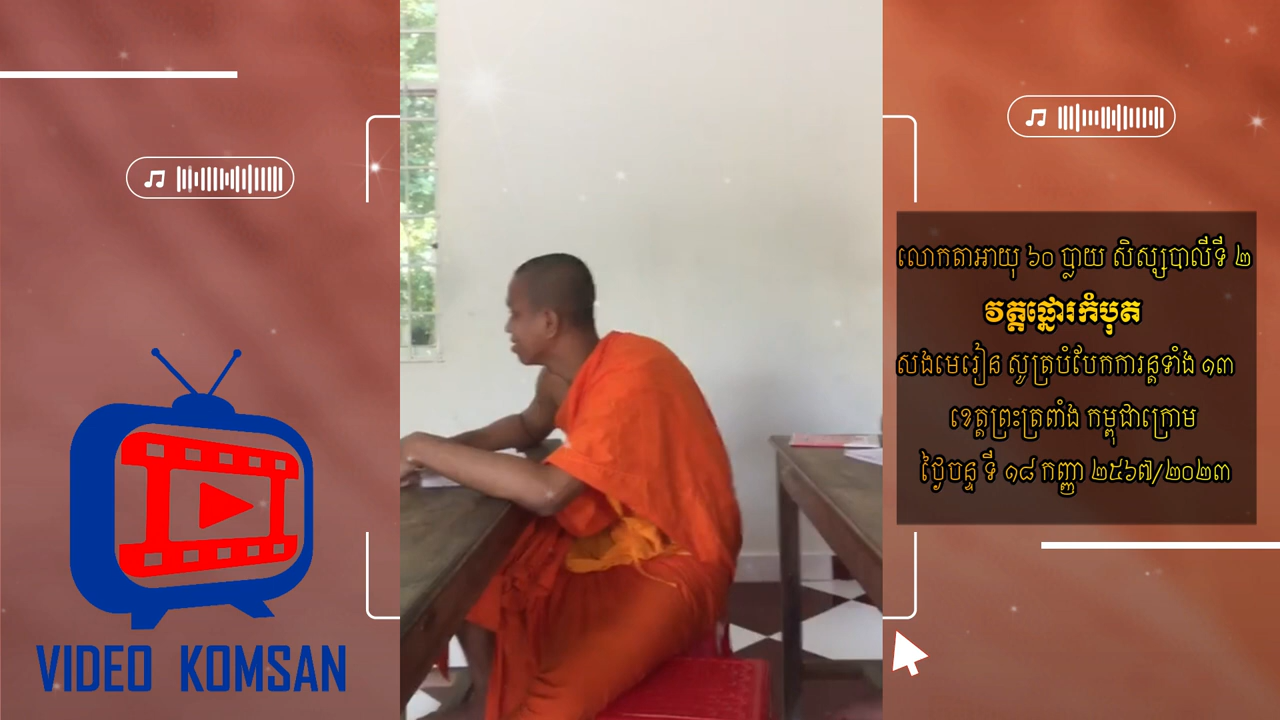 VIDEO KOMSAN
លោកតាអាយុ ៦០ ប្លាយ សិស្សបាលីទី ២
វត្តផ្នោរកំបុត
សងមេរៀន សូត្របំបែកការន្តទាំង ១៣
ខេត្តព្រះត្រពាំង កម្ពុជាក្រោម
ថ្ងៃចន្ទ ទី ១៨ កញ្ញា ២៥៦៧/២០២៣